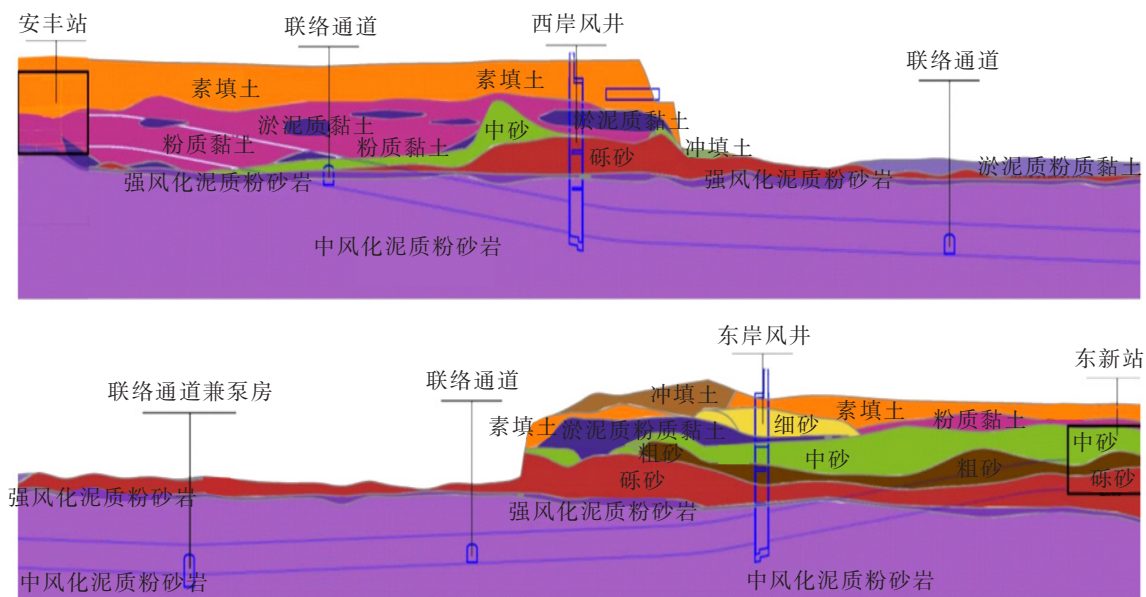 安丰站
联络通道
西岸风井
联络通道
素填土
素填土
淤泥质黏土
中砂
淤泥质黏土
粉质黏土
粉质黏土
砾砂
冲填土
强风化泥质粉砂岩
强风化泥质粉砂岩
淤泥质粉质黏土
中风化泥质粉砂岩
东岸风井
东新站
联络通道兼泵房
联络通道
冲填土
素填土
淤泥质粉质黏土
细砂
素填土
粉质黏土
粗砂
中砂
中砂
粗砂
砾砂
砾砂
强风化泥质粉砂岩
强风化泥质粉砂岩
中风化泥质粉砂岩
中风化泥质粉砂岩